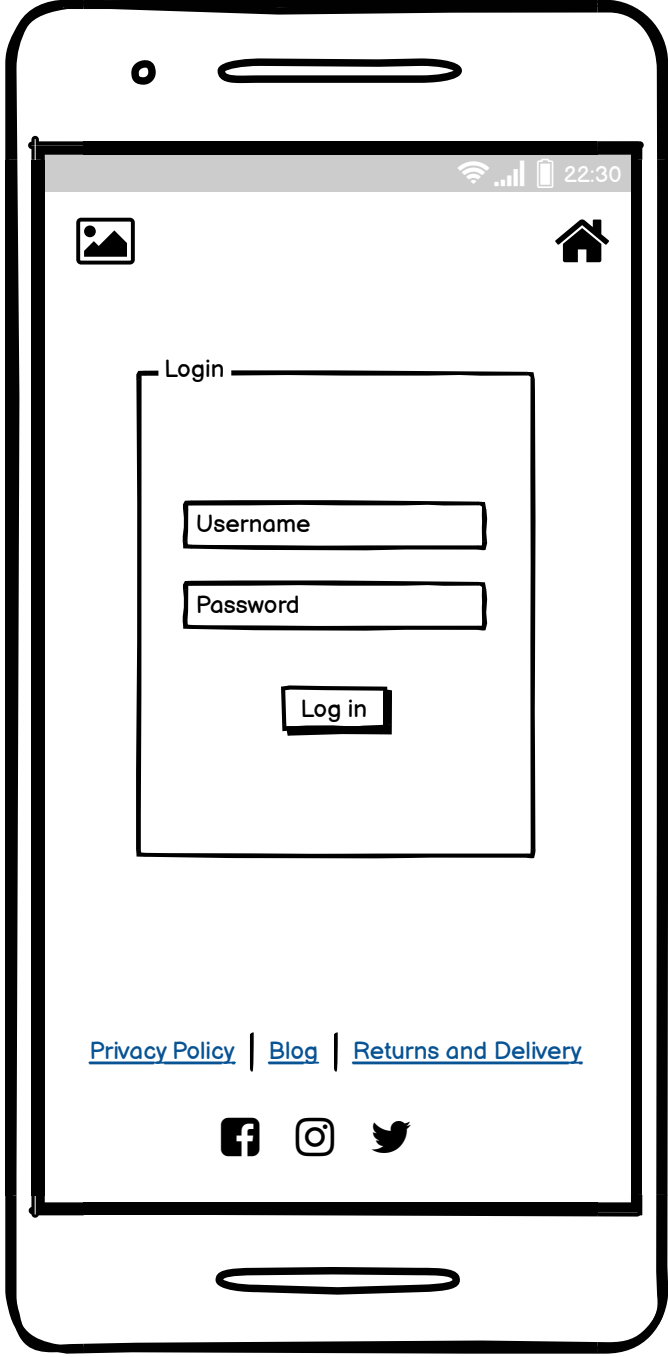 22:30
Login
Username
Password
Log in
Privacy Policy | Blog | Returns and Delivery